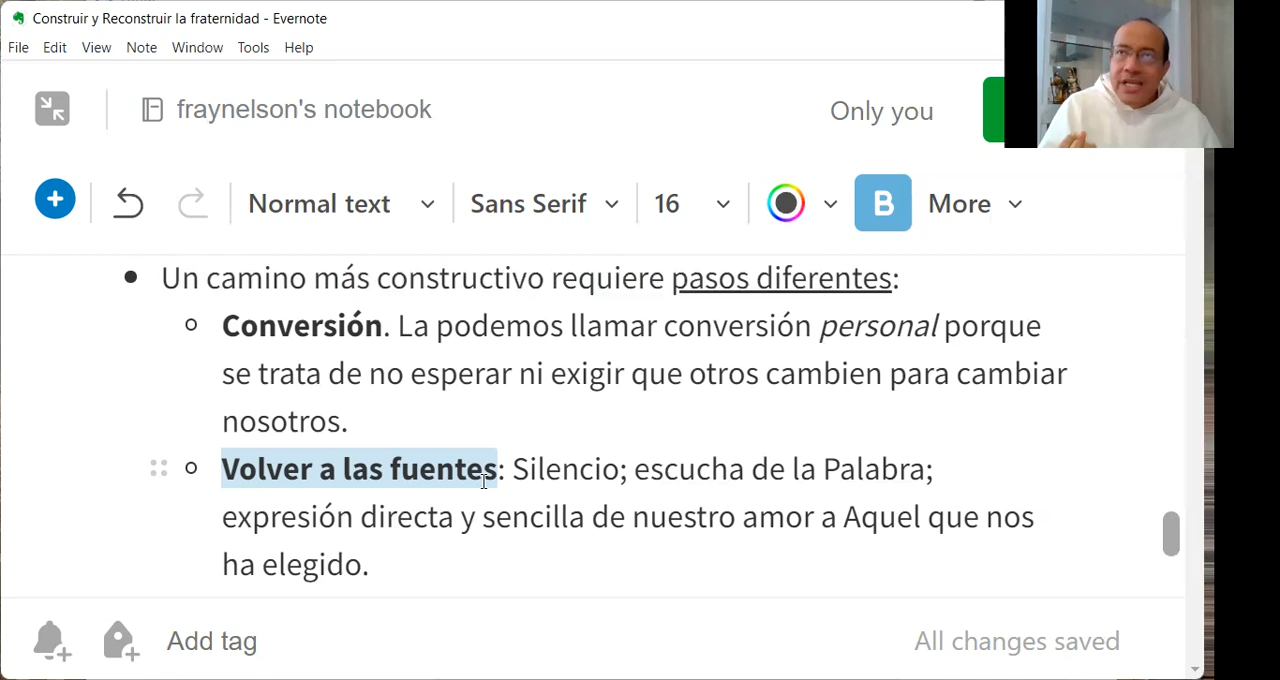 Construir y Reconstruir la fraternidad - Evernote
File Edit View Note Window Tools Help
fraynelson's notebook
Only you
Normal text
Sans Serif
16
B
More
Un camino más constructivo requiere pasos diferentes:
Conversión. La podemos llamar conversión personal porque
se trata de no esperar ni exigir que otros cambien para cambiar
nosotros.
Volver a las fuentes: Silencio; escucha de la Palabra;
expresión directa y sencilla de nuestro amor a Aquel que nos
ha elegido.
Add tag
All changes saved